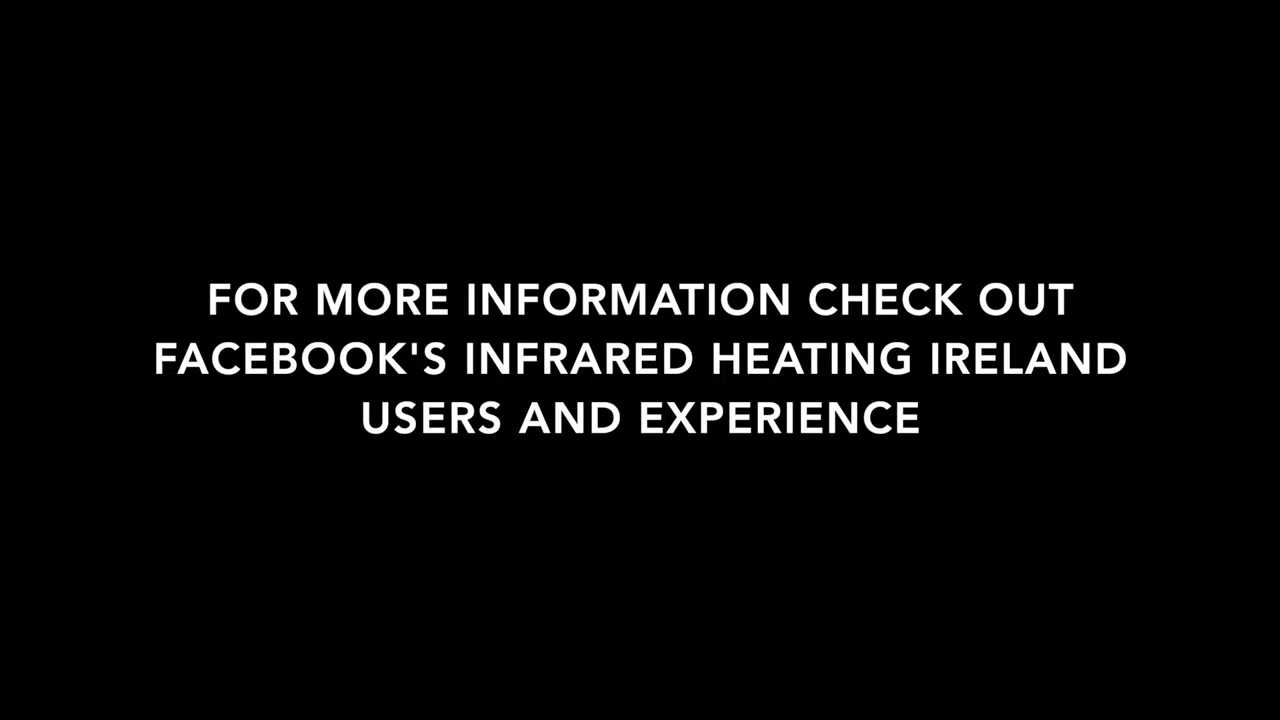 FOR MORE INFORMATION CHECK OUT
FACEBOOK'S INFRARED HEATING IRELAND
USERS AND EXPERIENCE